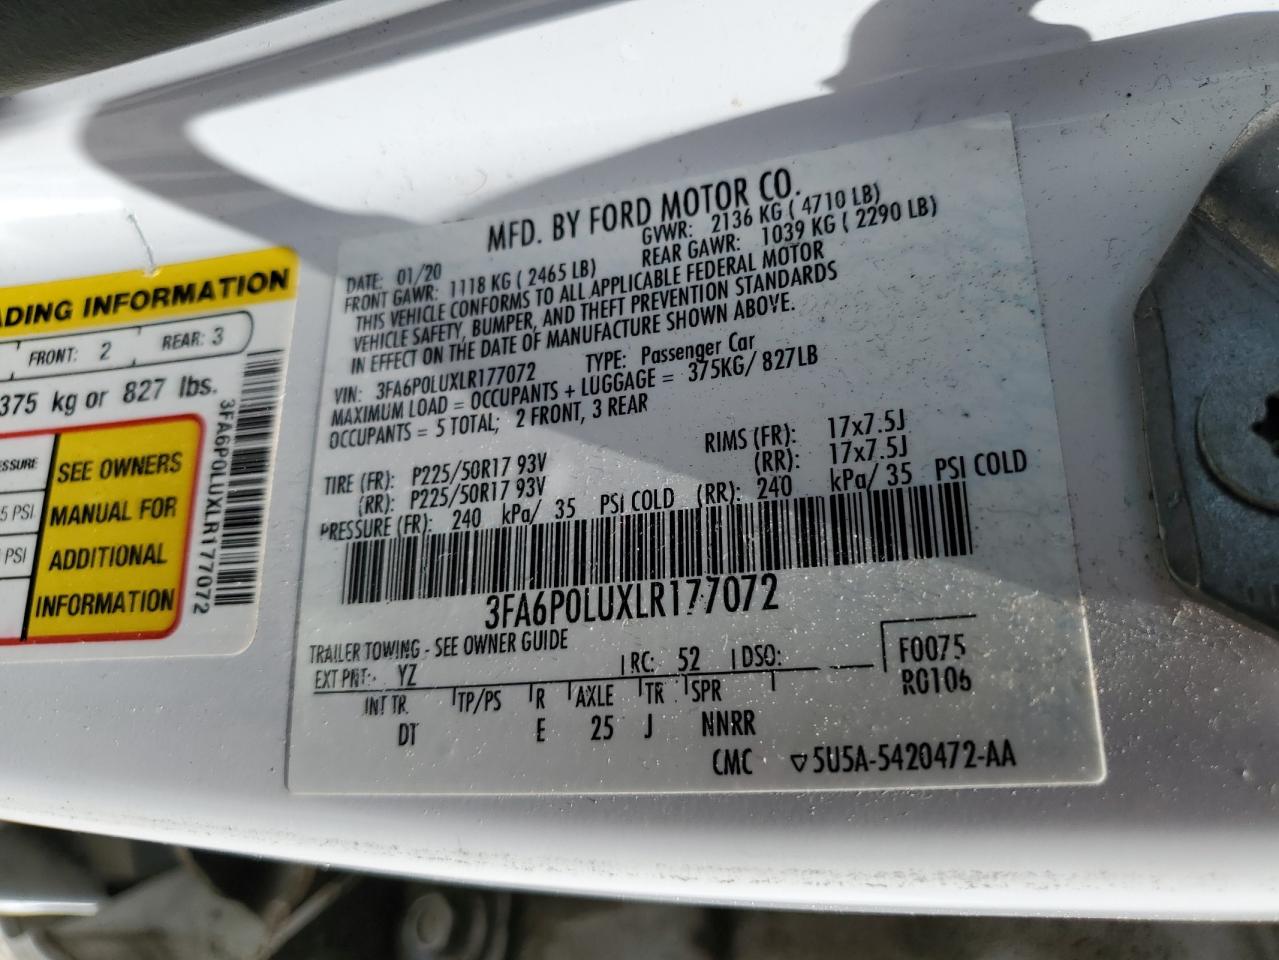 ADING INFORMATION
FRONT: 2 REAR: 3
375 kg or 827 lbs.
ESSURE
5 PSI
PSI
SEE OWNERS
MANUAL FOR
ADDITIONAL
INFORMATION
3FA6P0LUXLR177072
MFD. BY FORD MOTOR CO.
DATE: 01/20 GVWR: 2136 KG ( 4710 LB)
FRONT GAWR: 1118 KG ( 2465 LB) REAR GAWR: 1039 KG ( 2290 LB)
THIS VEHICLE CONFORMS TO ALL APPLICABLE FEDERAL MOTOR
VEHICLE SAFETY, BUMPER, AND THEFT PREVENTION STANDARDS
IN EFFECT ON THE DATE OF MANUFACTURE SHOWN ABOVE.
VIN: 3FA6P0LUXLR177072 TYPE: Passenger Car
MAXIMUM LOAD = OCCUPANTS + LUGGAGE = 375KG/ 827LB
OCCUPANTS = 5 TOTAL; 2 FRONT, 3 REAR
TIRE (FR): P225/50R17 93V RIMS (FR): 17x7.5J
(RR): P225/50R17 93V (RR): 17x7.5J
PRESSURE (FR): 240 kPa/ 35 PSI COLD (RR): 240 kPa/ 35 PSI COLD
3FA6P0LUXLR177072
TRAILER TOWING - SEE OWNER GUIDE
EXT PNT: YZ RC: 52 DSO: F0075
INT TR TP/PS R AXLE TR SPR R0106
DT E 25 J NNRR
CMC ▽5U5A-5420472-AA